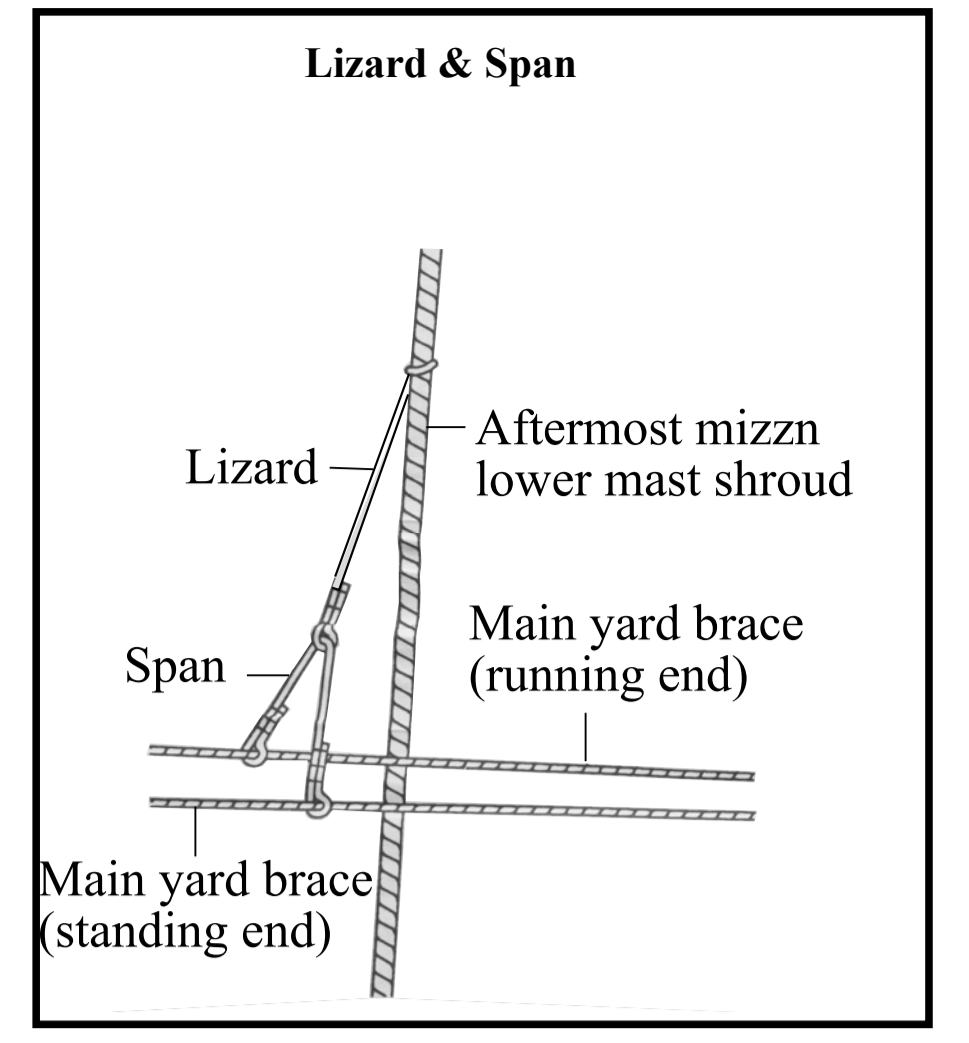 Lizard & Span
Aftermost mizzn
lower mast shroud
Lizard
Main yard brace
(running end)
Span
Main yard brace
(standing end)